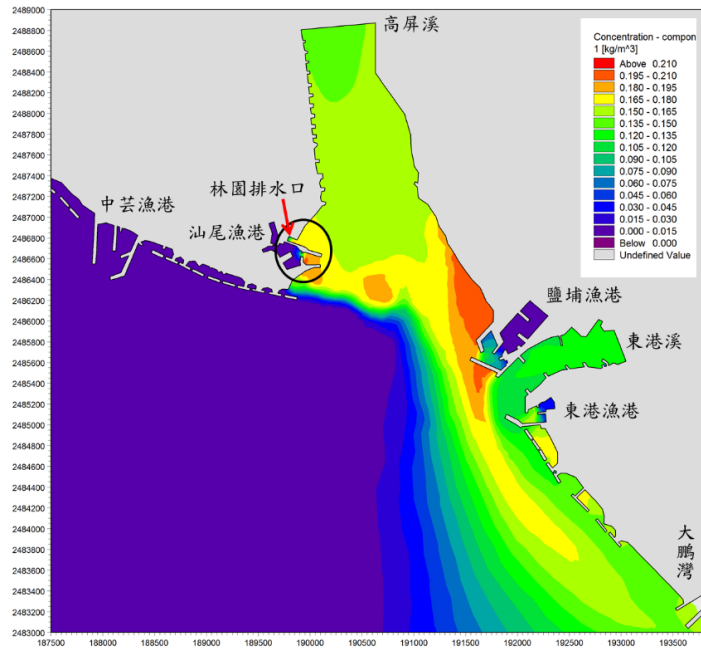 2489000
2488800
2488600
2488400
2488200
2488000
2487800
2487600
2487400
2487200
2487000
2486800
2486600
2486400
2486200
2486000
2485800
2485600
2485400
2485200
2485000
2484800
2484600
2484400
2484200
2484000
2483800
2483600
2483400
2483200
2483000
高屏溪
林園排水口
中芸漁港
汕尾漁港
鹽埔漁港
東港溪
東港漁港
大鵬灣
Concentration - compon
1 [kg/m^3]
Above 0.210
0.195 - 0.210
0.180 - 0.195
0.165 - 0.180
0.150 - 0.165
0.135 - 0.150
0.120 - 0.135
0.105 - 0.120
0.090 - 0.105
0.075 - 0.090
0.060 - 0.075
0.045 - 0.060
0.030 - 0.045
0.015 - 0.030
0.000 - 0.015
Below 0.000
Undefined Value
187500 188000 188500 189000 189500 190000 190500 191000 191500 192000 192500 193000 193500